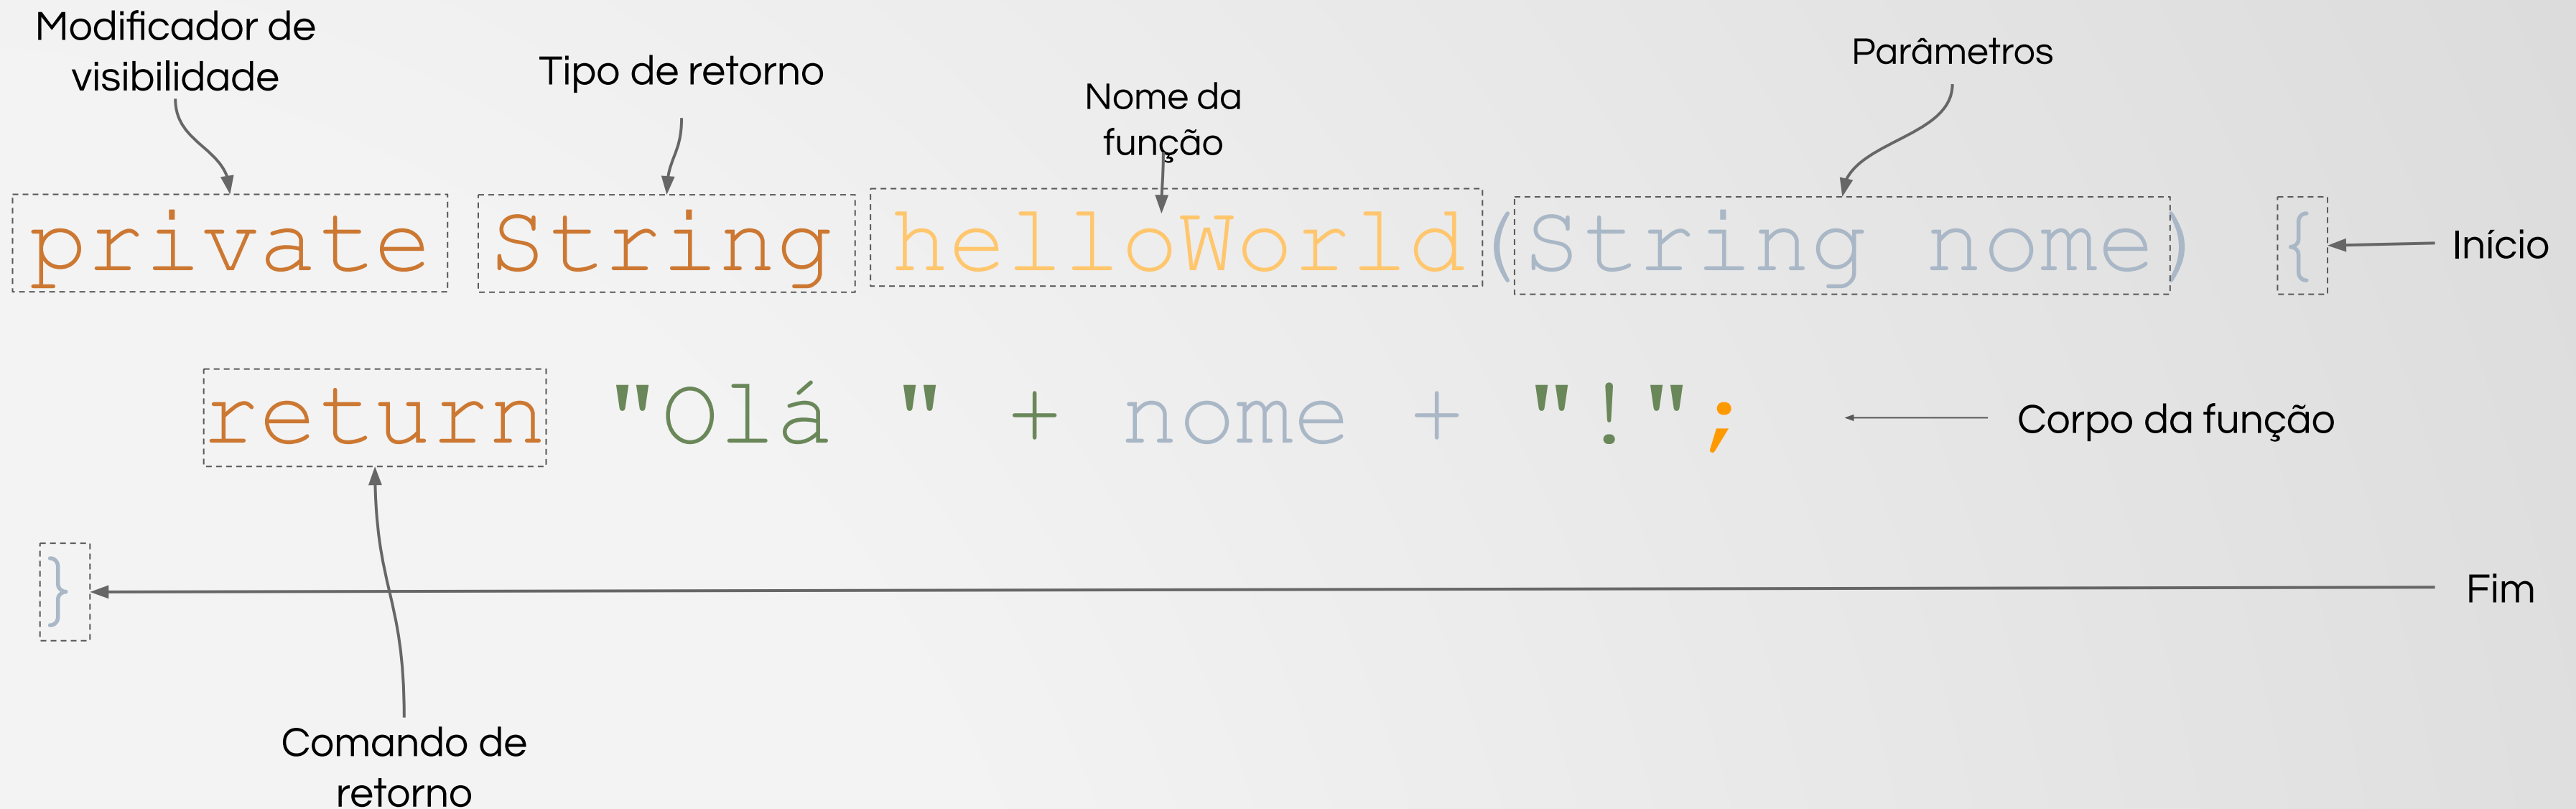 Modificador de
visibilidade
Tipo de retorno
Nome da
função
Parâmetros
private String helloWorld(String nome) {
Início
return "Olá " + nome + "!";
Corpo da função
}
Fim
Comando de
retorno